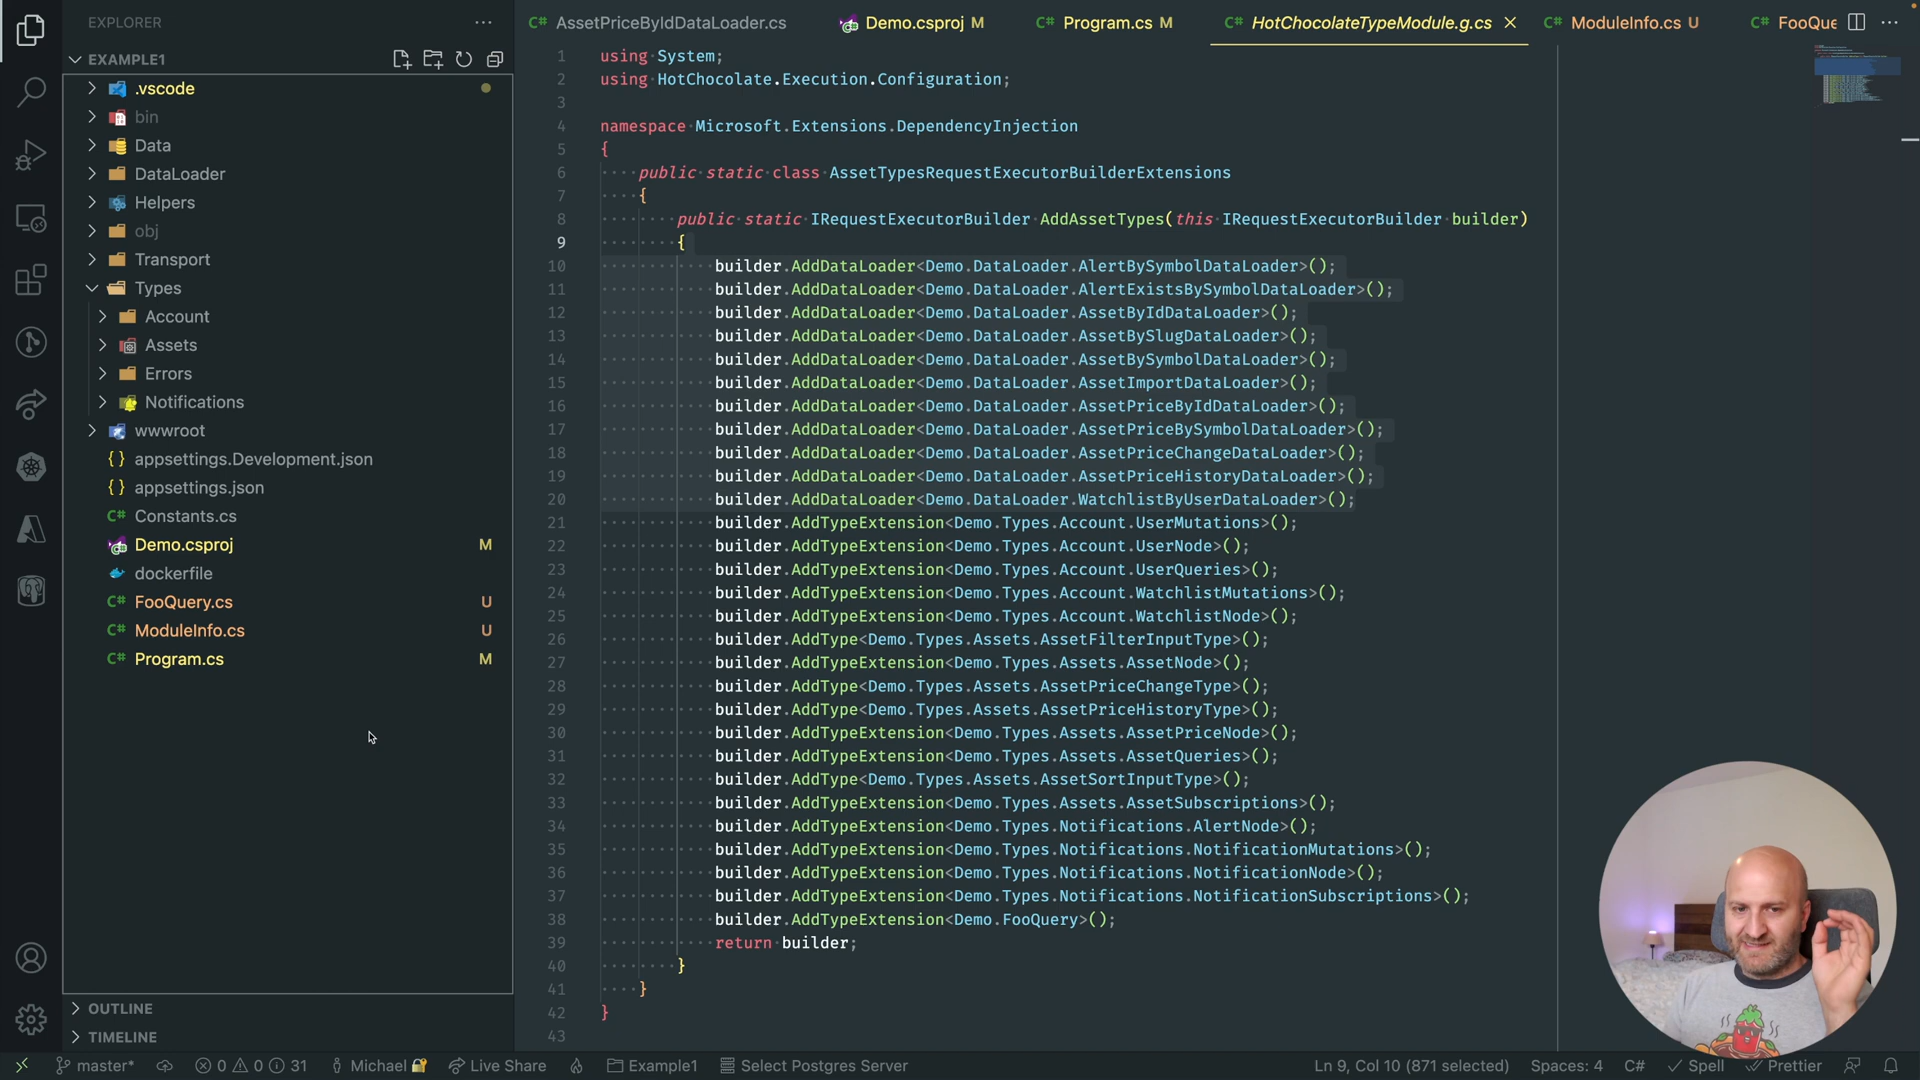 EXPLORER
AssetPriceByIdDataLoader.cs
Demo.csproj M
Program.cs M
HotChocolateTypeModule.g.cs
ModuleInfo.cs U
FooQue
EXAMPLE1
.vscode
bin
Data
DataLoader
Helpers
obj
Transport
Types
Account
Assets
Errors
Notifications
wwwroot
{} appsettings.Development.json
{} appsettings.json
C# Constants.cs
Demo.csproj M
dockerfile
C# FooQuery.cs U
C# ModuleInfo.cs U
C# Program.cs M
OUTLINE
TIMELINE
1 using System;
2 using HotChocolate.Execution.Configuration;
3
4 namespace Microsoft.Extensions.DependencyInjection
5 {
6 public static class AssetTypesRequestExecutorBuilderExtensions
7 {
8 public static IRequestExecutorBuilder AddAssetTypes(this IRequestExecutorBuilder builder)
9 {
10 builder.AddDataLoader<Demo.DataLoader.AlertBySymbolDataLoader>();
11 builder.AddDataLoader<Demo.DataLoader.AlertExistsBySymbolDataLoader>();
12 builder.AddDataLoader<Demo.DataLoader.AssetByIdDataLoader>();
13 builder.AddDataLoader<Demo.DataLoader.AssetBySlugDataLoader>();
14 builder.AddDataLoader<Demo.DataLoader.AssetBySymbolDataLoader>();
15 builder.AddDataLoader<Demo.DataLoader.AssetImportDataLoader>();
16 builder.AddDataLoader<Demo.DataLoader.AssetPriceByIdDataLoader>();
17 builder.AddDataLoader<Demo.DataLoader.AssetPriceBySymbolDataLoader>();
18 builder.AddDataLoader<Demo.DataLoader.AssetPriceChangeDataLoader>();
19 builder.AddDataLoader<Demo.DataLoader.AssetPriceHistoryDataLoader>();
20 builder.AddDataLoader<Demo.DataLoader.WatchlistByUserDataLoader>();
21 builder.AddTypeExtension<Demo.Types.Account.UserMutations>();
22 builder.AddTypeExtension<Demo.Types.Account.UserNode>();
23 builder.AddTypeExtension<Demo.Types.Account.UserQueries>();
24 builder.AddTypeExtension<Demo.Types.Account.WatchlistMutations>();
25 builder.AddTypeExtension<Demo.Types.Account.WatchlistNode>();
26 builder.AddType<Demo.Types.Assets.AssetFilterInputType>();
27 builder.AddTypeExtension<Demo.Types.Assets.AssetNode>();
28 builder.AddType<Demo.Types.Assets.AssetPriceChangeType>();
29 builder.AddType<Demo.Types.Assets.AssetPriceHistoryType>();
30 builder.AddTypeExtension<Demo.Types.Assets.AssetPriceNode>();
31 builder.AddTypeExtension<Demo.Types.Assets.AssetQueries>();
32 builder.AddType<Demo.Types.Assets.AssetSortInputType>();
33 builder.AddTypeExtension<Demo.Types.Assets.AssetSubscriptions>();
34 builder.AddTypeExtension<Demo.Types.Notifications.AlertNode>();
35 builder.AddTypeExtension<Demo.Types.Notifications.NotificationMutations>();
36 builder.AddTypeExtension<Demo.Types.Notifications.NotificationNode>();
37 builder.AddTypeExtension<Demo.Types.Notifications.NotificationSubscriptions>();
38 builder.AddTypeExtension<Demo.FooQuery>();
39 return builder;
40 }
41 }
42 }
43
master* 0 0 31 Michael Live Share Example1 Select Postgres Server Ln 9, Col 10 (871 selected) Spaces: 4 C# Spell Prettier